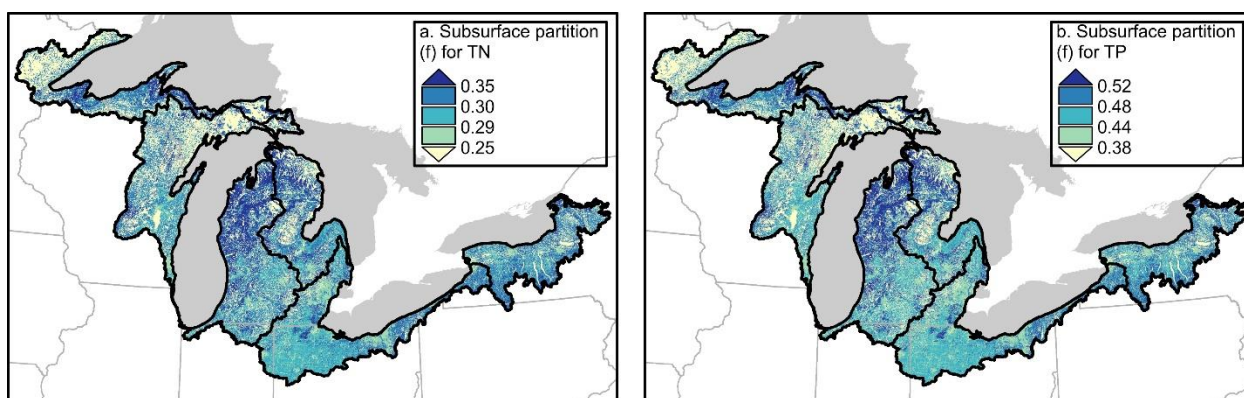 a. Subsurface partition
(f) for TN
0.35
0.30
0.29
0.25
b. Subsurface partition
(f) for TP
0.52
0.48
0.44
0.38